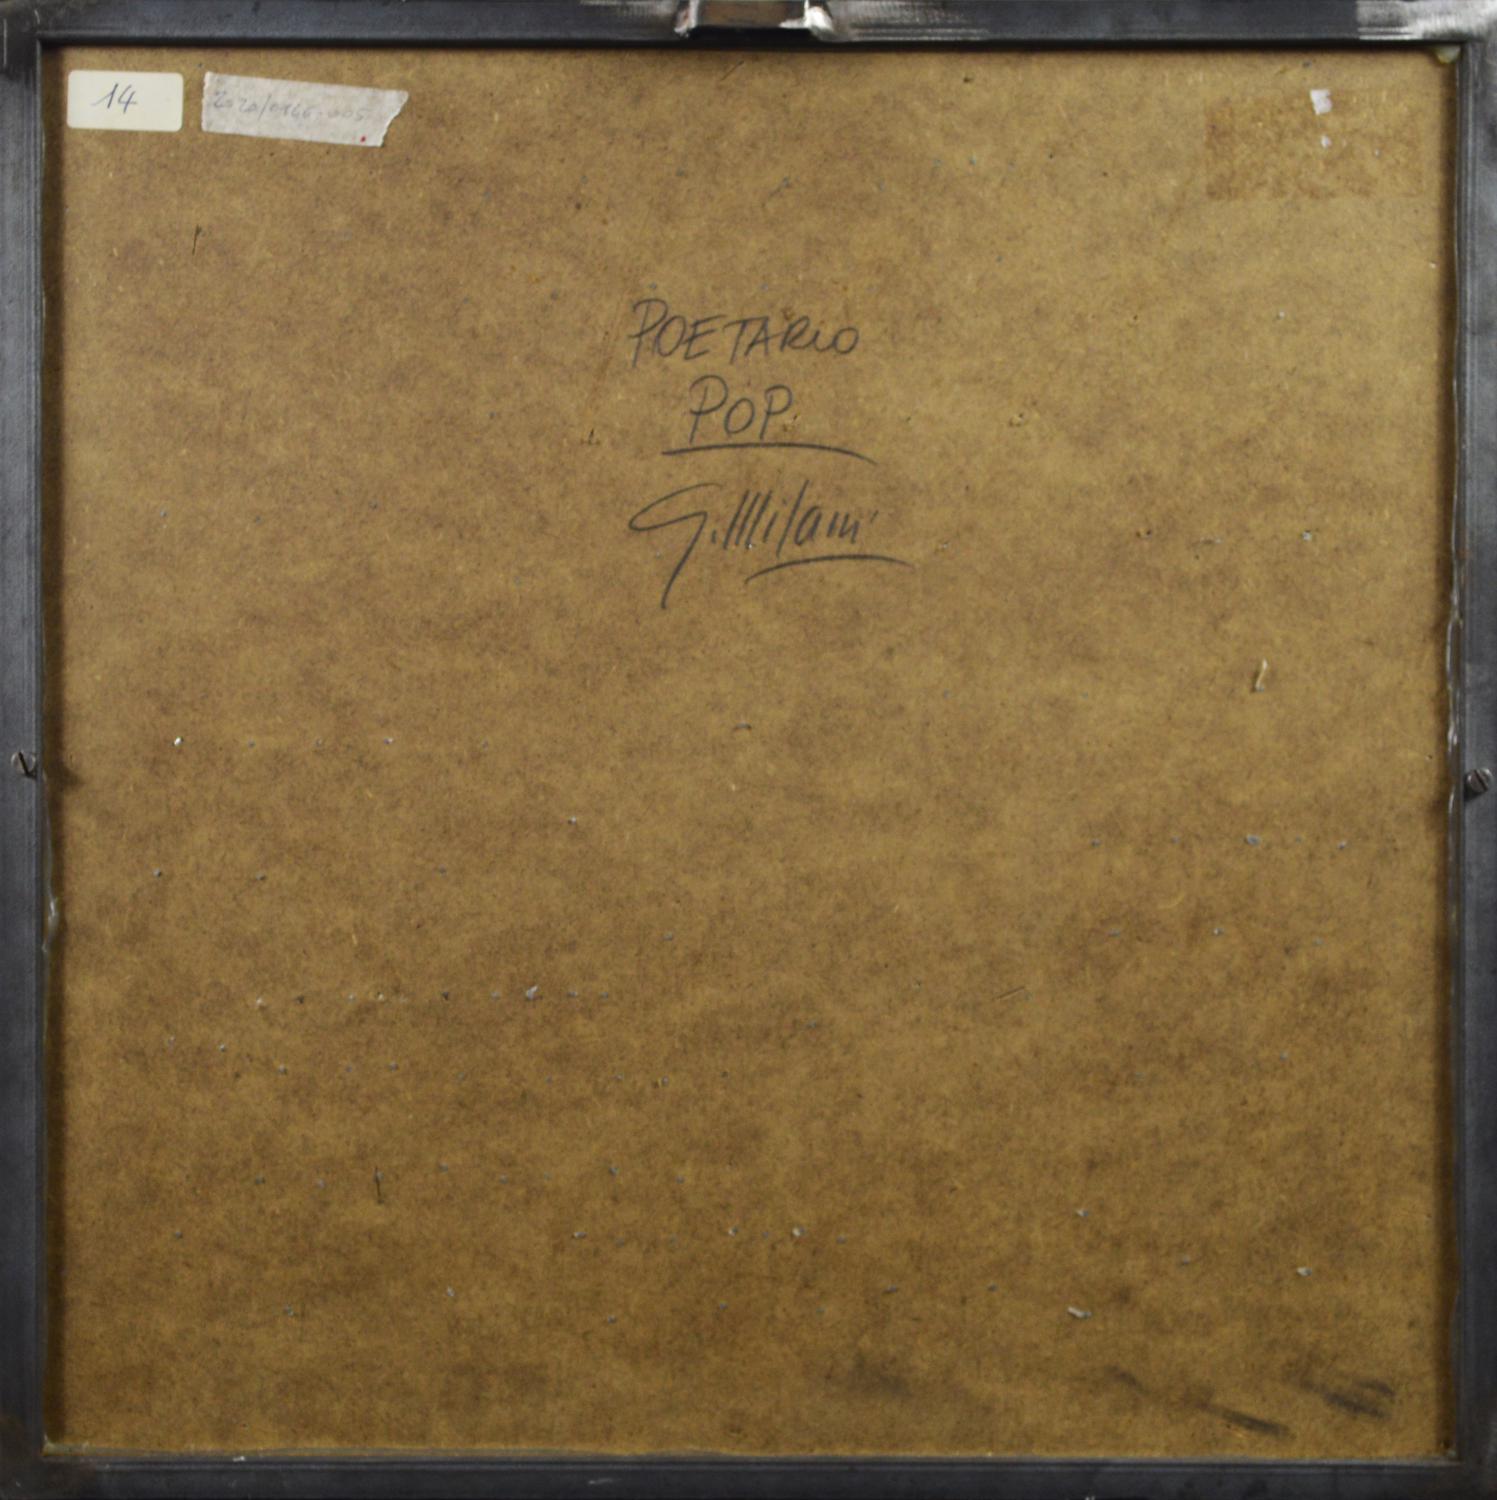 14
POETARIO
POP
G. Milani